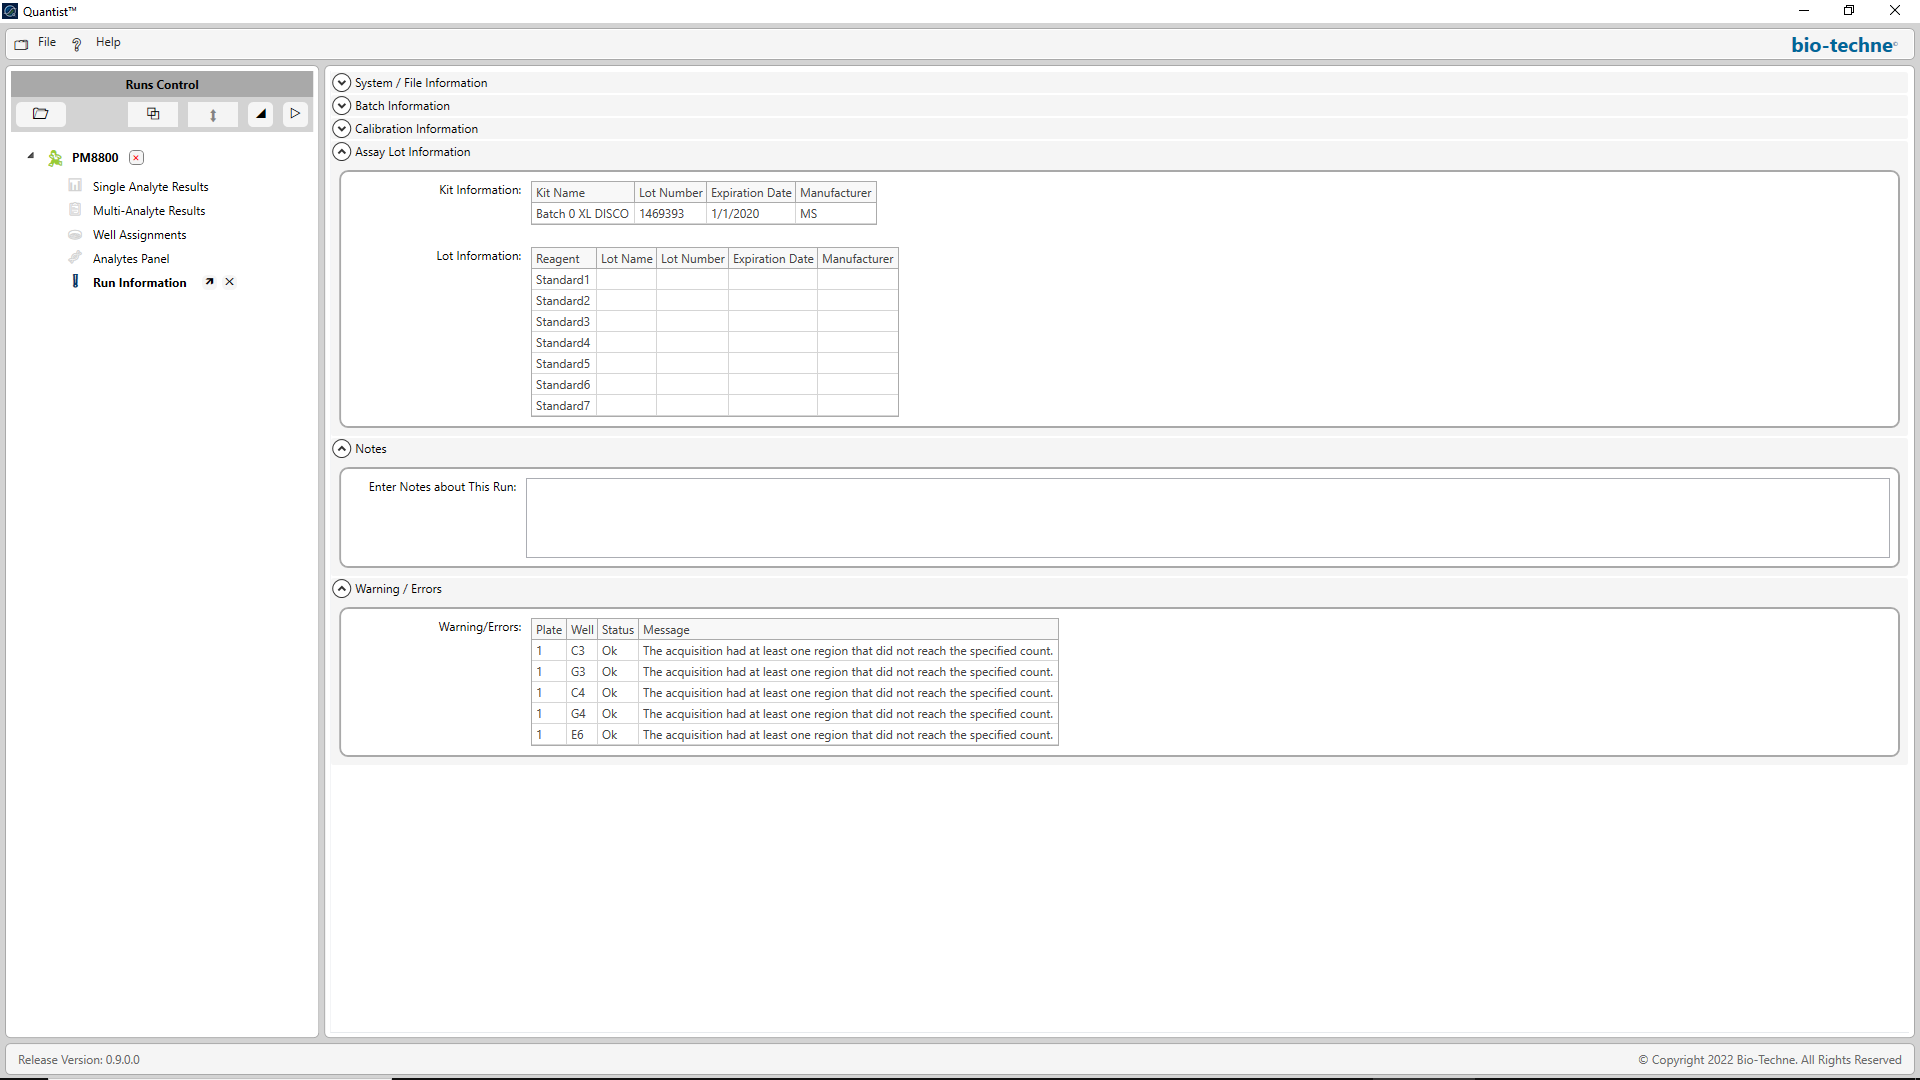 Quantist™
File Help
bio-techne®
Runs Control
PM8800
Single Analyte Results
Multi-Analyte Results
Well Assignments
Analytes Panel
Run Information
System / File Information
Batch Information
Calibration Information
Assay Lot Information
Kit Information:
Kit Name Lot Number Expiration Date Manufacturer
Batch 0 XL DISCO 1469393 1/1/2020 MS
Lot Information:
Reagent Lot Name Lot Number Expiration Date Manufacturer
Standard1
Standard2
Standard3
Standard4
Standard5
Standard6
Standard7
Notes
Enter Notes about This Run:
Warning / Errors
Warning/Errors:
Plate Well Status Message
1 C3 Ok The acquisition had at least one region that did not reach the specified count.
1 G3 Ok The acquisition had at least one region that did not reach the specified count.
1 C4 Ok The acquisition had at least one region that did not reach the specified count.
1 G4 Ok The acquisition had at least one region that did not reach the specified count.
1 E6 Ok The acquisition had at least one region that did not reach the specified count.
Release Version: 0.9.0.0
© Copyright 2022 Bio-Techne. All Rights Reserved